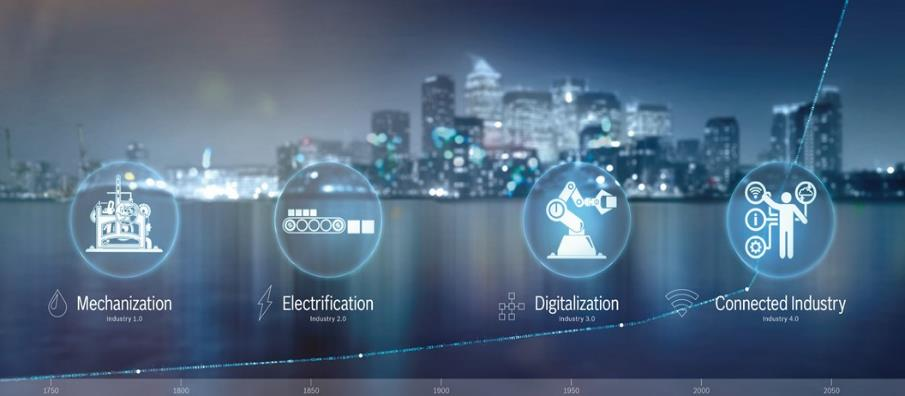 Mechanization
Industry 1.0
Electrification
Industry 2.0
Digitalization
Industry 3.0
Connected Industry
Industry 4.0
1750
1800
1850
1900
1950
2000
2050